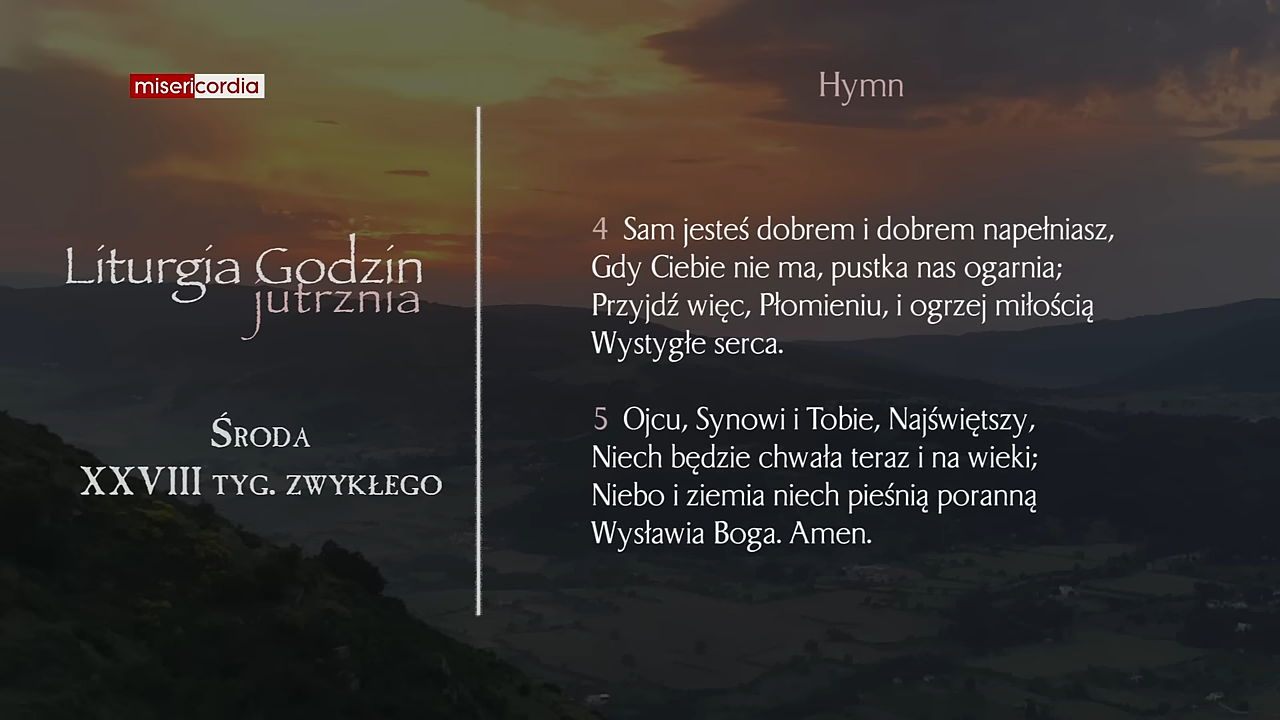 misericordia
Liturgia Godzin
jutrznia
Środa
XXVIII tyg. zwykłego
Hymn
4 Sam jesteś dobrem i dobrem napełniasz,
Gdy Ciebie nie ma, pustka nas ogarnia;
Przyjdź więc, Płomieniu, i ogrzej miłością
Wystygłe serca.
5 Ojcu, Synowi i Tobie, Najświętszy,
Niech będzie chwała teraz i na wieki;
Niebo i ziemia niech pieśnią poranną
Wysławia Boga. Amen.